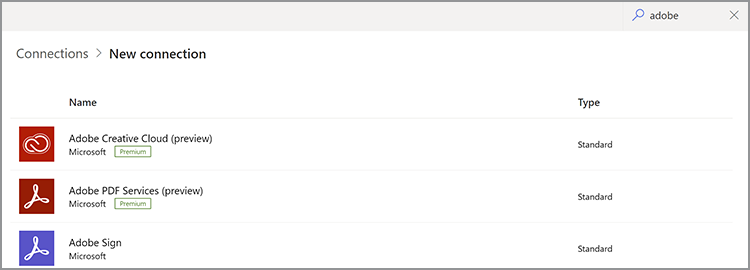 adobe
Connections > New connection
Name Type
Adobe Creative Cloud (preview)
Microsoft Premium Standard
Adobe PDF Services (preview)
Microsoft Premium Standard
Adobe Sign
Microsoft Standard